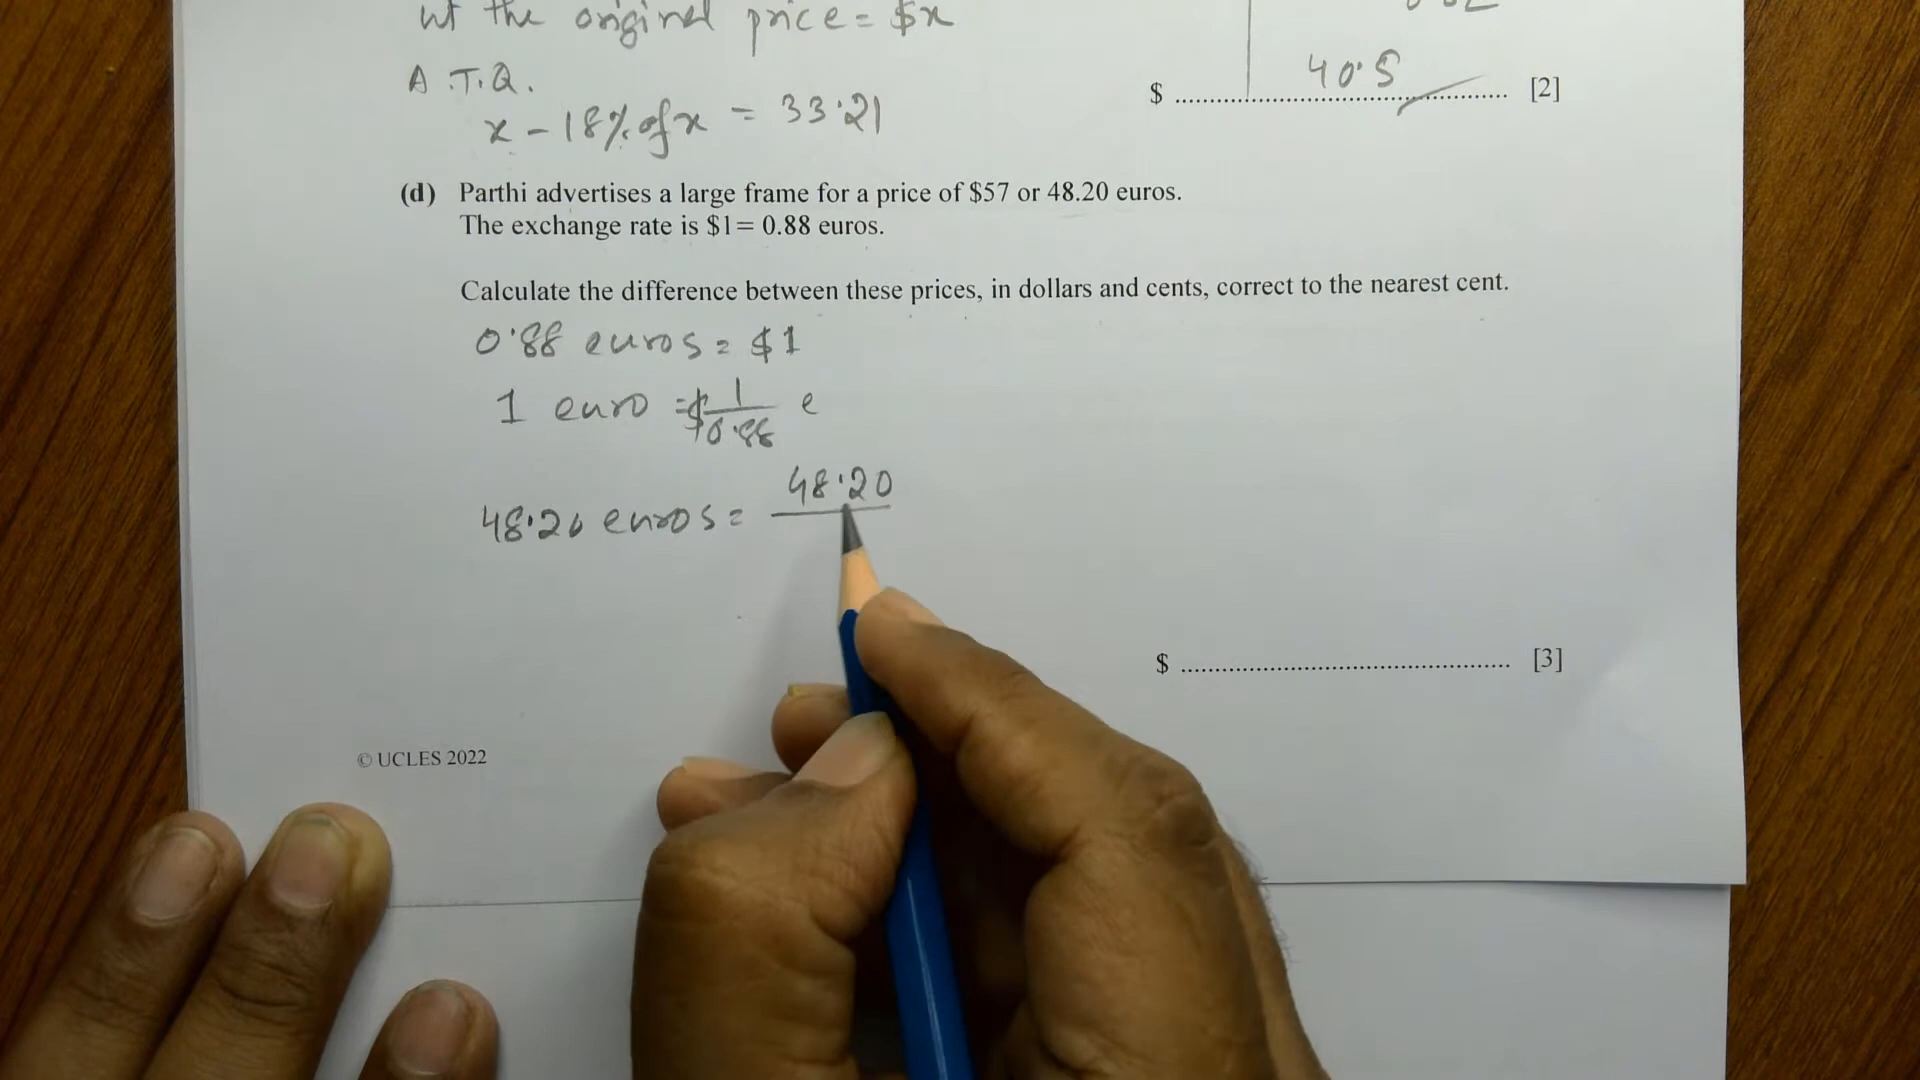 the original price = $x
A.T.Q.
x - 18% of x = 33.21
40.5
$ ........................ [2]
(d) Parthi advertises a large frame for a price of $57 or 48.20 euros.
The exchange rate is $1 = 0.88 euros.
Calculate the difference between these prices, in dollars and cents, correct to the nearest cent.
0.88 euros = $1
1 euro = $ 1/0.88 e
48.20 euros = 48.20
$ ........................ [3]
© UCLES 2022